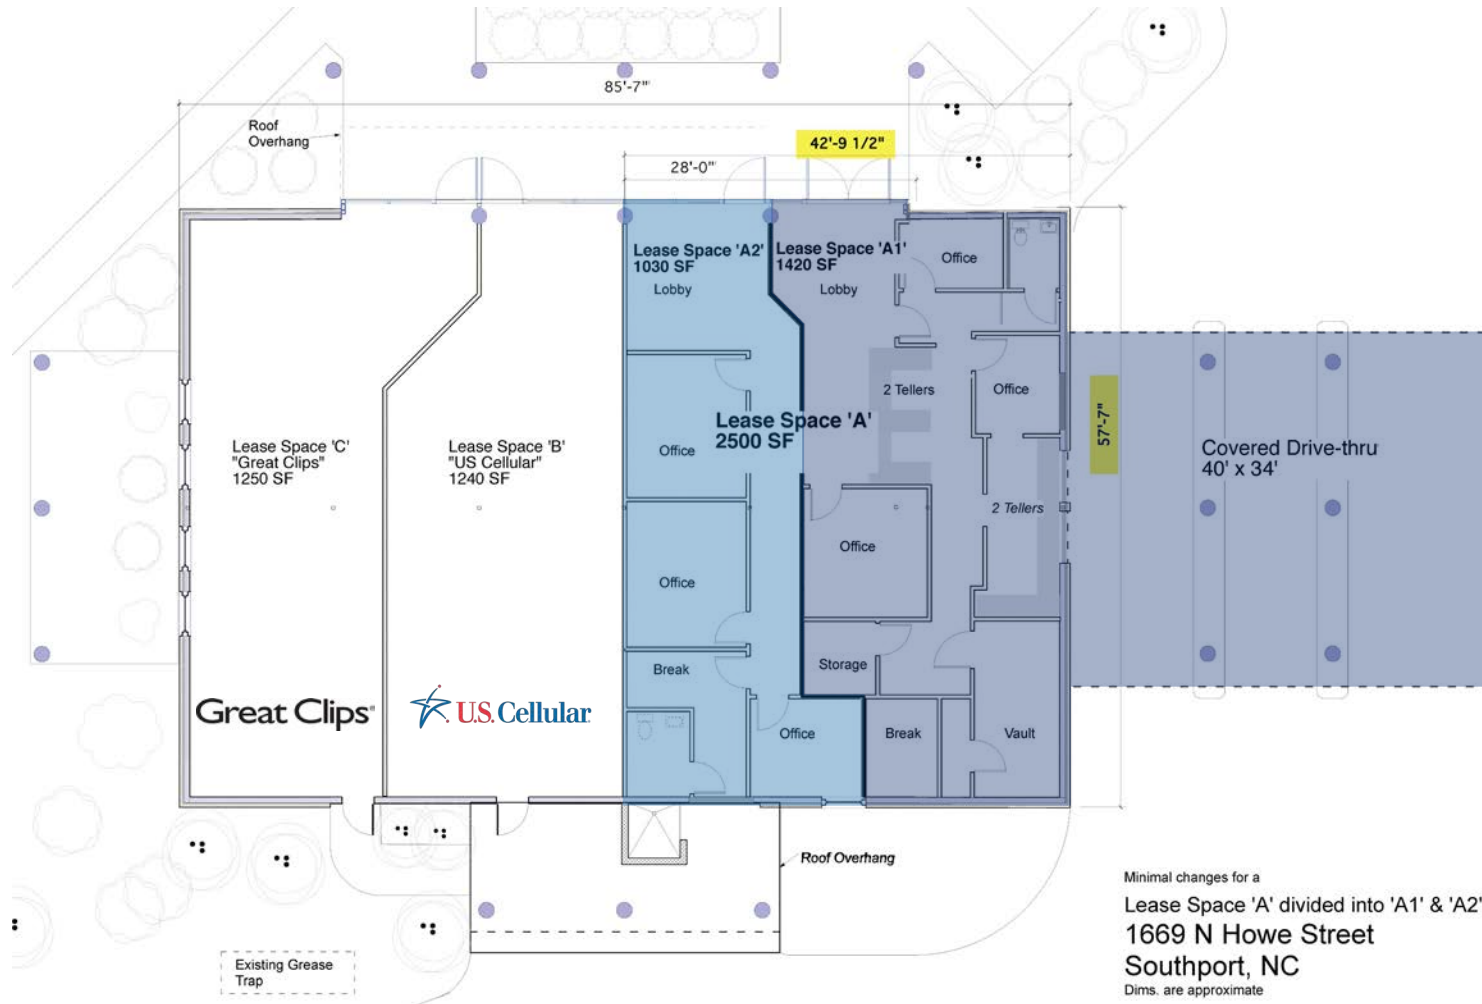 85'-7"
Roof
Overhang
42'-9 1/2"
28'-0"
Lease Space 'A2'
1030 SF
Lobby
Lease Space 'A1'
1420 SF
Lobby
Office
2 Tellers
Office
Lease Space 'A'
2500 SF
57'-7"
Lease Space 'C'
"Great Clips"
1250 SF
Lease Space 'B'
"US Cellular"
1240 SF
Office
Covered Drive-thru
40' x 34'
2 Tellers
Office
Office
Break
Storage
Great Clips®
U.S. Cellular
Office
Break
Vault
Roof Overhang
Existing Grease
Trap
Minimal changes for a
Lease Space 'A' divided into 'A1' & 'A2'
1669 N Howe Street
Southport, NC
Dims. are approximate